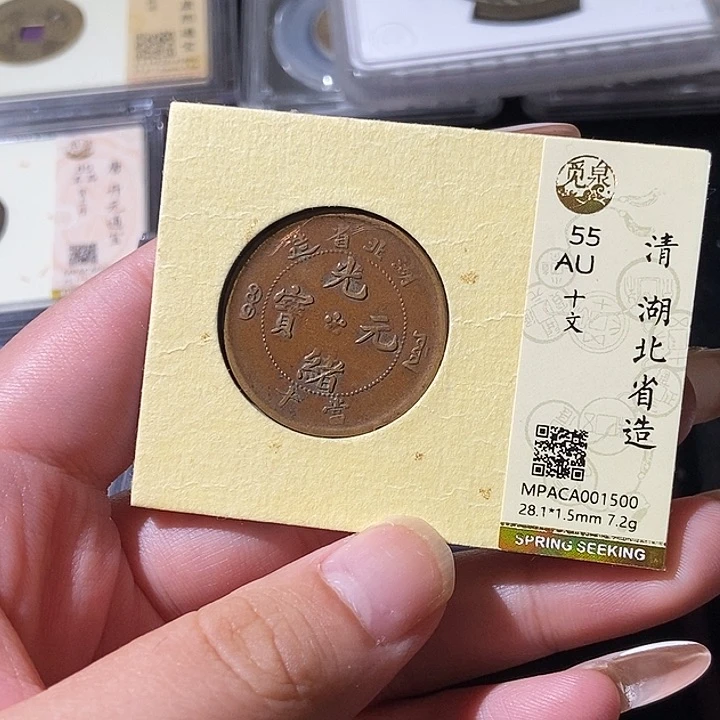 湖北省造
光緒元寶
當十
覓泉
55
AU
十文
清 湖北省造
MPACA001500
28.1*1.5mm 7.2g
SPRING SEEKING